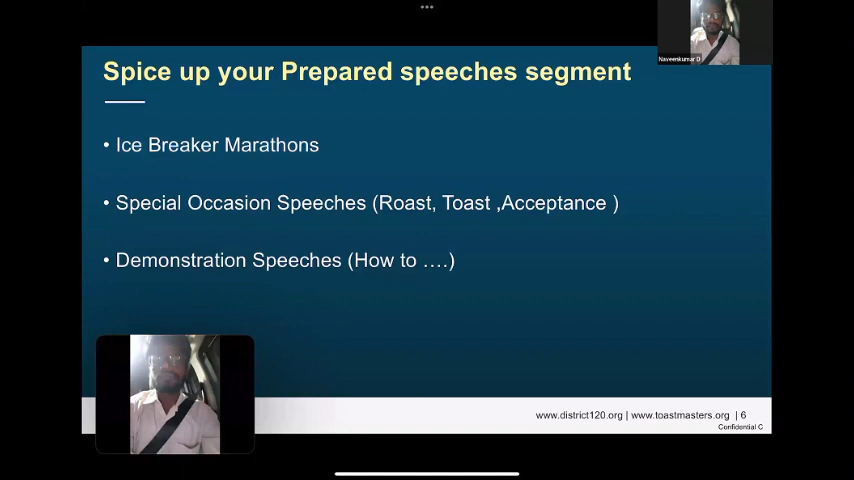 Naveenkumar D
Spice up your Prepared speeches segment
• Ice Breaker Marathons
• Special Occasion Speeches (Roast, Toast ,Acceptance )
• Demonstration Speeches (How to ….)
www.district120.org | www.toastmasters.org | 6
Confidential C